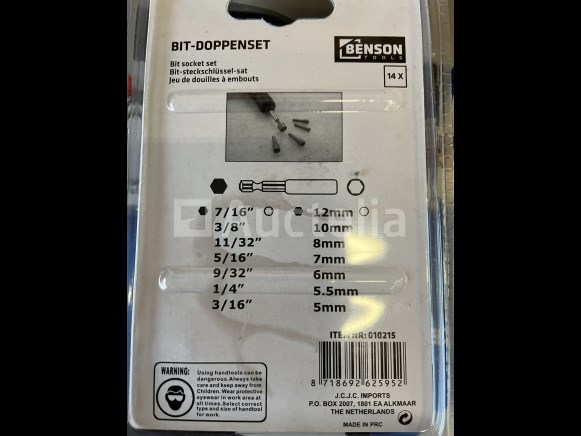 BIT-DOPPENSET
Bit socket set
Bit-steckschlüssel-sat
Jeu de douilles à embouts
BENSON
TOOLS
14 X
Auctelia
7/16" 12mm
3/8" 10mm
11/32" 8mm
5/16" 7mm
9/32" 6mm
1/4" 5.5mm
3/16" 5mm
ITEM NR: 010215
8 718692 625952
J.C.J.C. IMPORTS
P.O. BOX 2007, 1801 EA ALKMAAR
THE NETHERLANDS
MADE IN PRC
WARNING:
Using handtools can be
dangerous. Always take
care and keep from
Children. Wear protective
eyewear in work area at
all times. Select correct
type and size of handtool
for work.